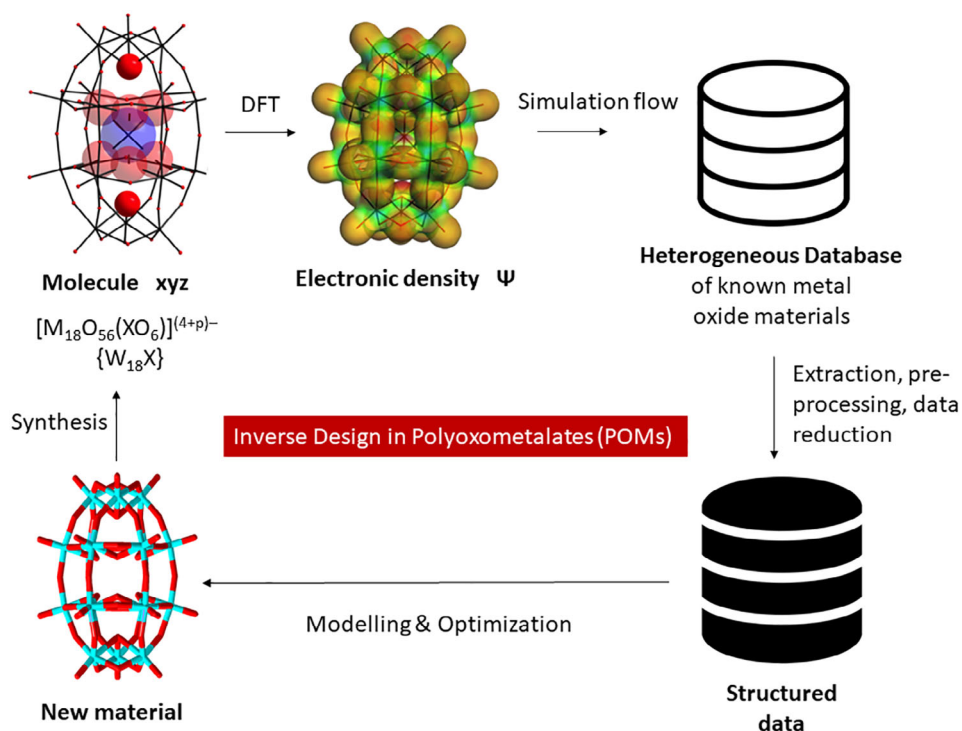 DFT
Simulation flow
Molecule xyz
[M₁₈O₅₆(XO₆)]⁽⁴⁺ᵖ⁾⁻
{W₁₈X}
Electronic density Ψ
Heterogeneous Database
of known metal
oxide materials
Extraction, pre-
processing, data
reduction
Synthesis
Inverse Design in Polyoxometalates (POMs)
Modelling & Optimization
New material
Structured
data